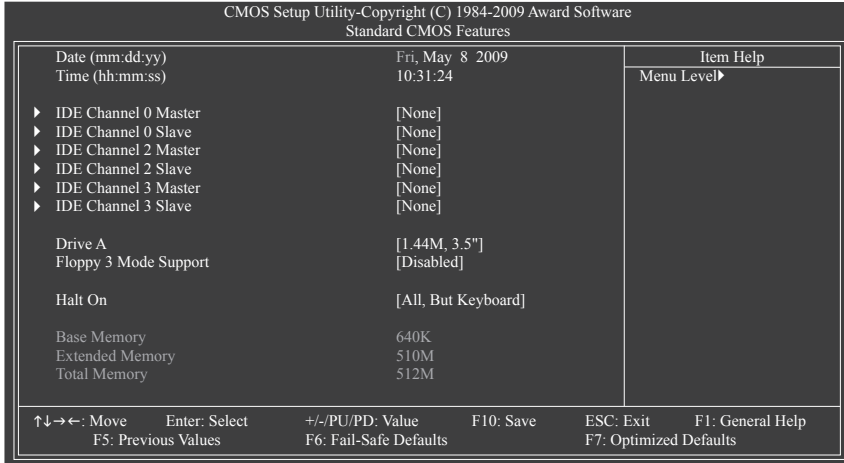 CMOS Setup Utility-Copyright (C) 1984-2009 Award Software
Standard CMOS Features
Date (mm:dd:yy) Fri, May 8 2009 Item Help
Time (hh:mm:ss) 10:31:24 Menu Level▶
▶ IDE Channel 0 Master [None]
▶ IDE Channel 0 Slave [None]
▶ IDE Channel 2 Master [None]
▶ IDE Channel 2 Slave [None]
▶ IDE Channel 3 Master [None]
▶ IDE Channel 3 Slave [None]
Drive A [1.44M, 3.5"]
Floppy 3 Mode Support [Disabled]
Halt On [All, But Keyboard]
Base Memory 640K
Extended Memory 510M
Total Memory 512M
↑↓→←: Move Enter: Select +/-/PU/PD: Value F10: Save ESC: Exit F1: General Help
F5: Previous Values F6: Fail-Safe Defaults F7: Optimized Defaults